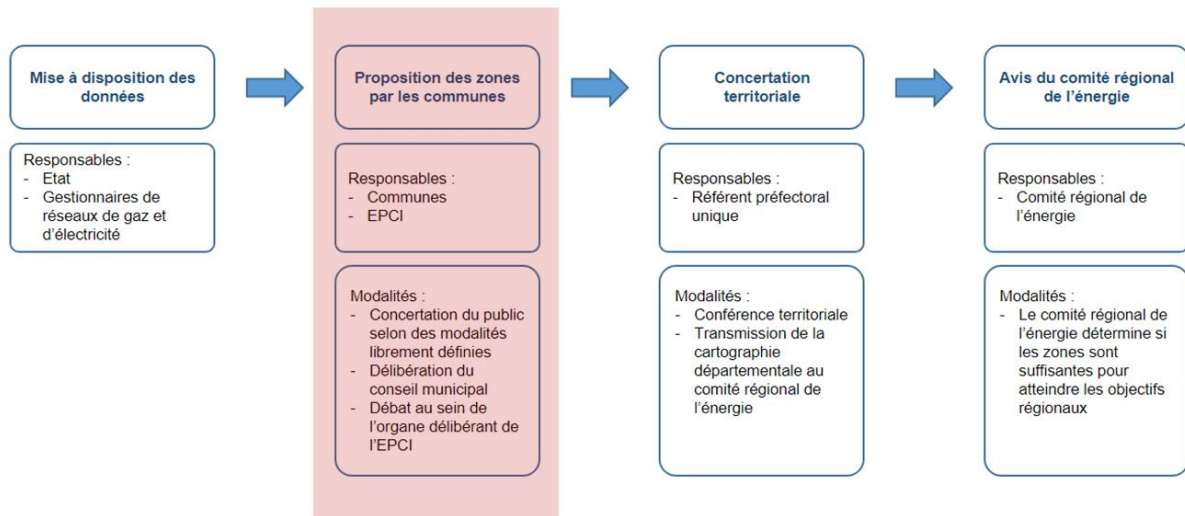 Mise à disposition des
données
Proposition des zones
par les communes
Concertation
territoriale
Avis du comité régional
de l'énergie
Responsables :
- Etat
- Gestionnaires de
réseaux de gaz et
d'électricité
Responsables :
- Communes
- EPCI
Responsables :
- Référent préfectoral
unique
Responsables :
- Comité régional de
l'énergie
Modalités :
- Concertation du public
selon des modalités
librement définies
- Délibération du
conseil municipal
- Débat au sein de
l'organe délibérant de
l'EPCI
Modalités :
- Conférence territoriale
- Transmission de la
cartographie
départementale au
comité régional de
l'énergie
Modalités :
- Le comité régional de
l'énergie détermine si
les zones sont
suffisantes pour
atteindre les objectifs
régionaux